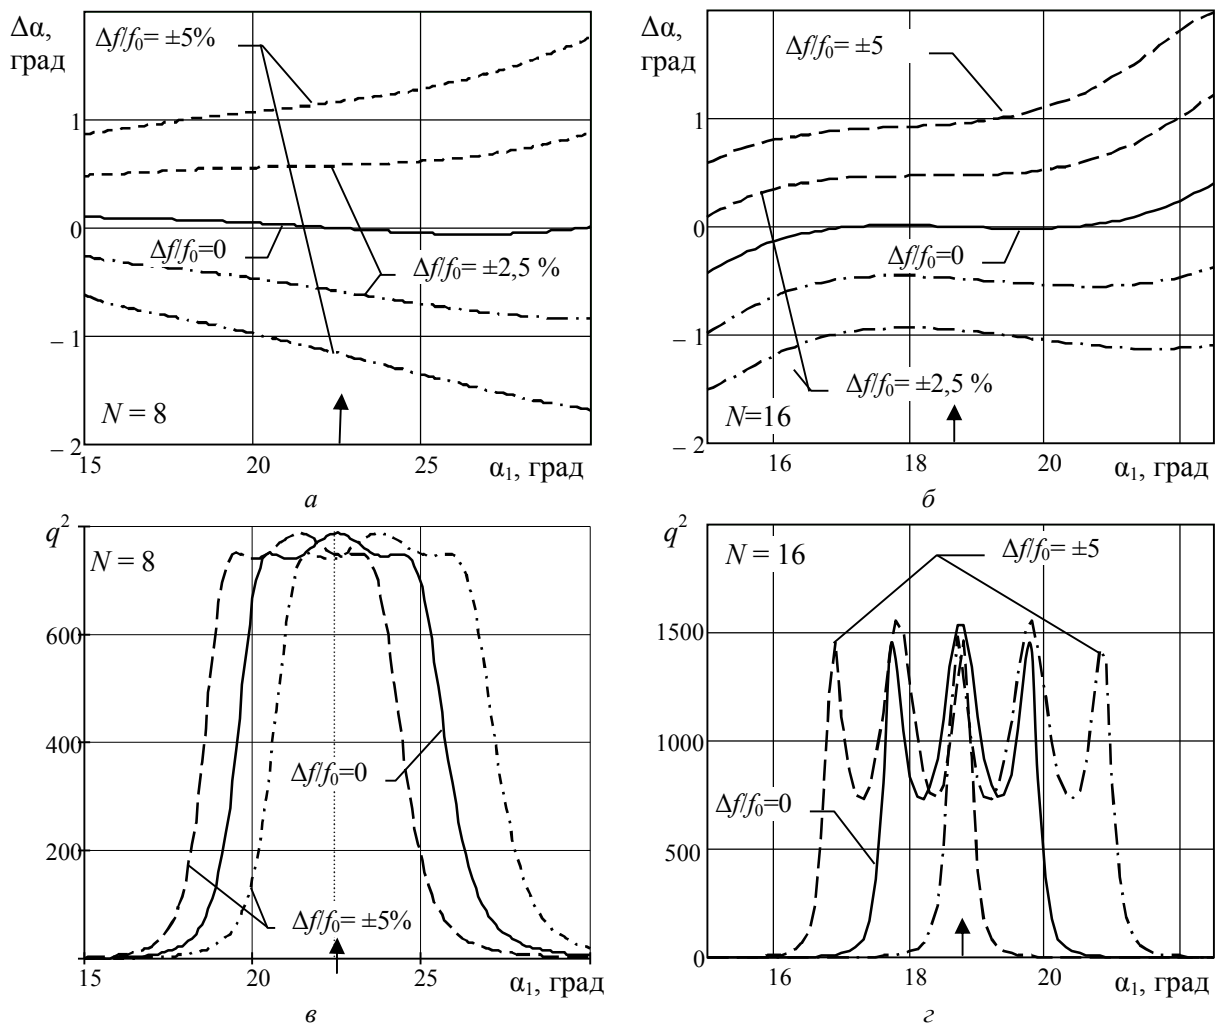 Δα,
град
Δf/f₀= ±5%
1
0
Δf/f₀=0
Δf/f₀= ±2,5 %
– 1
N = 8
– 2
15
20
25
α₁, град
а
Δα,
град
Δf/f₀= ±5
1
0
Δf/f₀=0
– 1
Δf/f₀= ±2,5 %
N=16
– 2
16
18
20
α₁, град
б
q²
N = 8
600
400
Δf/f₀=0
200
Δf/f₀= ±5%
15
20
25
α₁, град
в
q²
N = 16
Δf/f₀= ±5
1500
1000
Δf/f₀=0
500
0
16
18
20
α₁, град
г